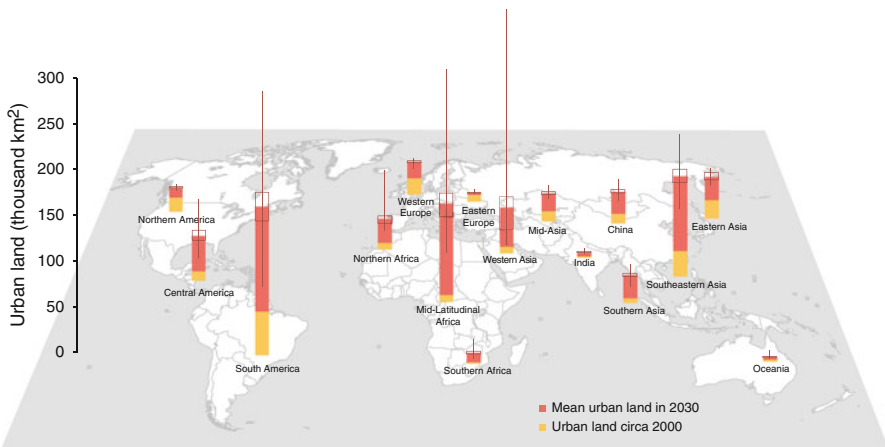 Urban land (thousand km²)
300
250
200
150
100
50
0
Northern America
Central America
South America
Western
Europe
Eastern
Europe
Northern Africa
Mid-Latitudinal
Africa
Southern Africa
Western Asia
Mid-Asia
India
China
Southern Asia
Southeastern Asia
Eastern Asia
Oceania
Mean urban land in 2030
Urban land circa 2000